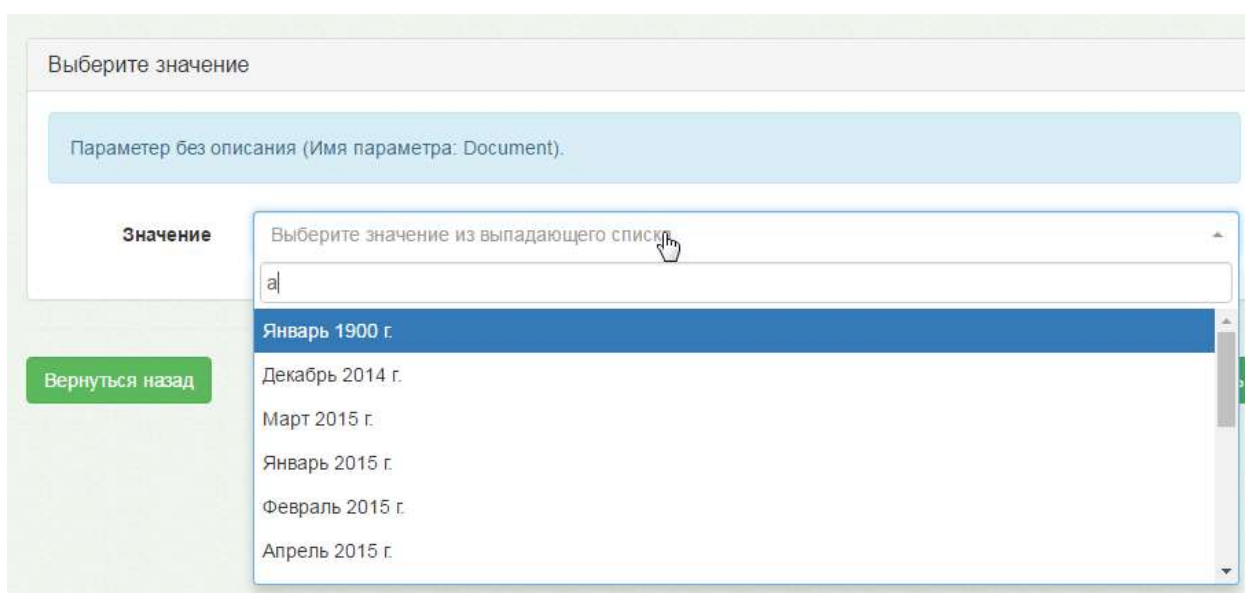 Выберите значение
Параметр без описания (Имя параметра: Document).
Значение
Выберите значение из выпадающего списка
а
Январь 1900 г.
Декабрь 2014 г.
Вернуться назад
Март 2015 г.
Январь 2015 г.
Февраль 2015 г.
Апрель 2015 г.